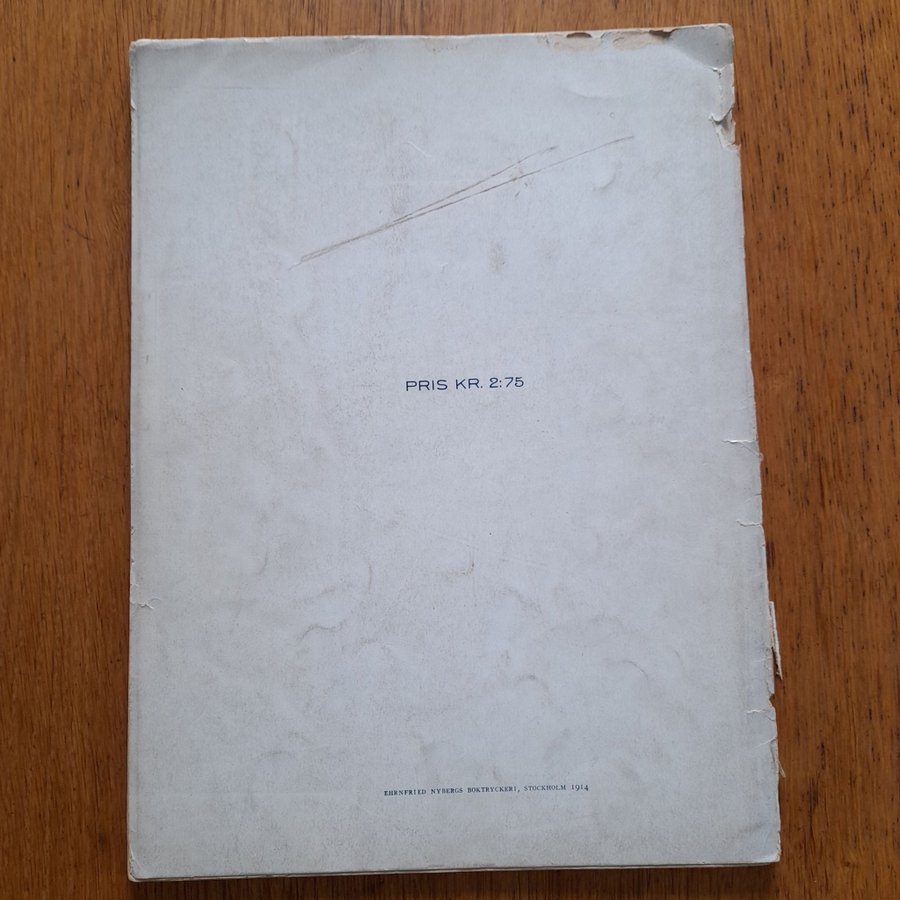 PRIS KR. 2:75
EHRNFRIED NYBERGS BOKTRYCKERI, STOCKHOLM 1914